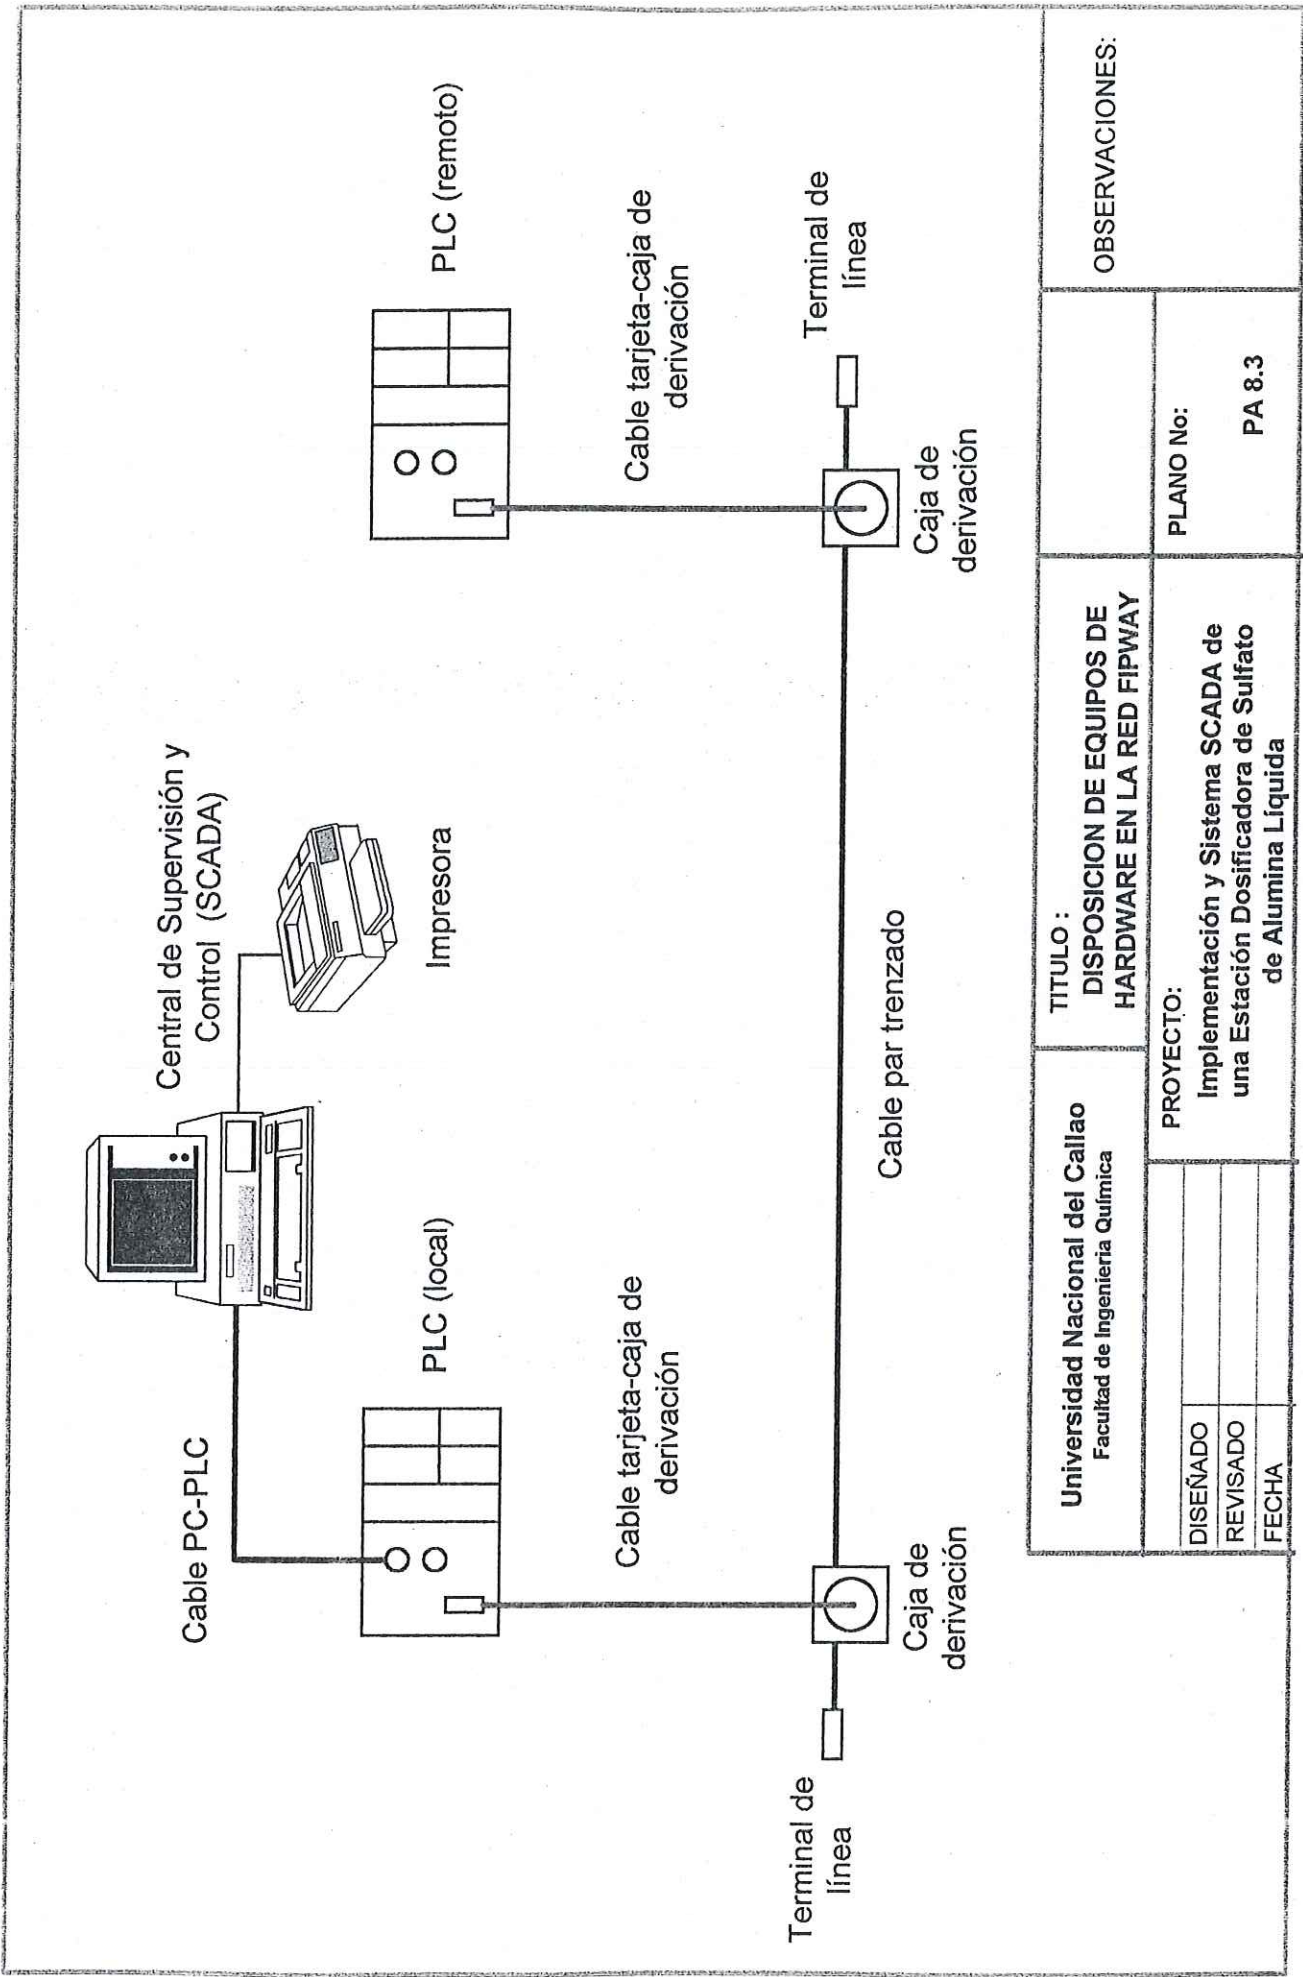 Central de Supervisión y
Control (SCADA)
Cable PC-PLC
Impresora
PLC (local)
PLC (remoto)
Cable tarjeta-caja de
derivación
Cable tarjeta-caja de
derivación
Terminal de
línea
Caja de
derivación
Cable par trenzado
Caja de
derivación
Terminal de
línea
Universidad Nacional del Callao
Facultad de Ingeniería Química
TITULO :
DISPOSICION DE EQUIPOS DE
HARDWARE EN LA RED FIPWAY
OBSERVACIONES:
DISEÑADO
REVISADO
FECHA
PROYECTO:
Implementación y Sistema SCADA de
una Estación Dosificadora de Sulfato
de Alumina Líquida
PLANO No:
PA 8.3